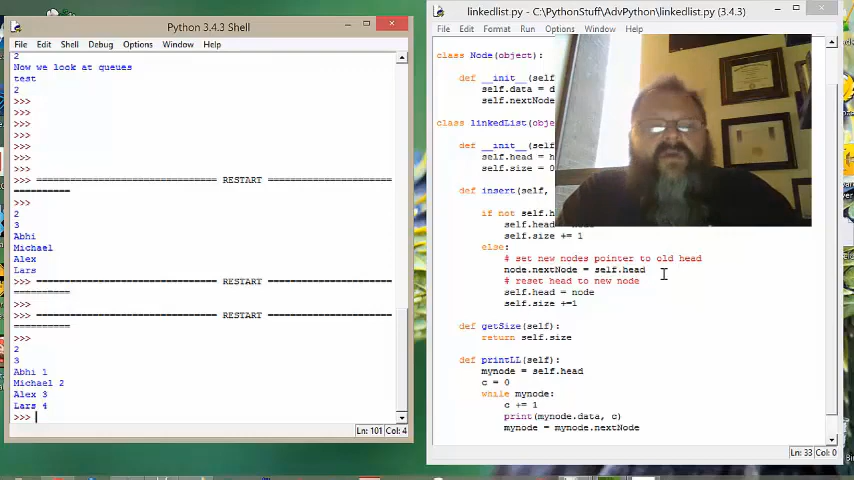 Python 3.4.3 Shell
File Edit Shell Debug Options Window Help
2
Now we look at queues
test
2
>>>
>>>
>>>
>>>
>>>
>>>
>>>
>>> ================================ RESTART ================================
==========
>>>
2
3
Abhi
Michael
Alex
Lars
>>> ================================ RESTART ================================
==========
>>>
>>> ================================ RESTART ================================
==========
>>>
2
3
Abhi 1
Michael 2
Alex 3
Lars 4
>>>
Ln: 101 Col: 4
linkedlist.py - C:\PythonStuff\AdvPython\linkedlist.py (3.4.3)
File Edit Format Run Options Window Help
class Node(object):
def __init__(self
self.data = d
self.nextNode
class linkedList(obje
def __init__(self
self.head = h
self.size = 0
def insert(self,
if not self.h
self.head
self.size += 1
else:
# set new nodes pointer to old head
node.nextNode = self.head
# reset head to new node
self.head = node
self.size +=1
def getSize(self):
return self.size
def printLL(self):
mynode = self.head
c = 0
while mynode:
c += 1
print(mynode.data, c)
mynode = mynode.nextNode
Ln: 33 Col: 0